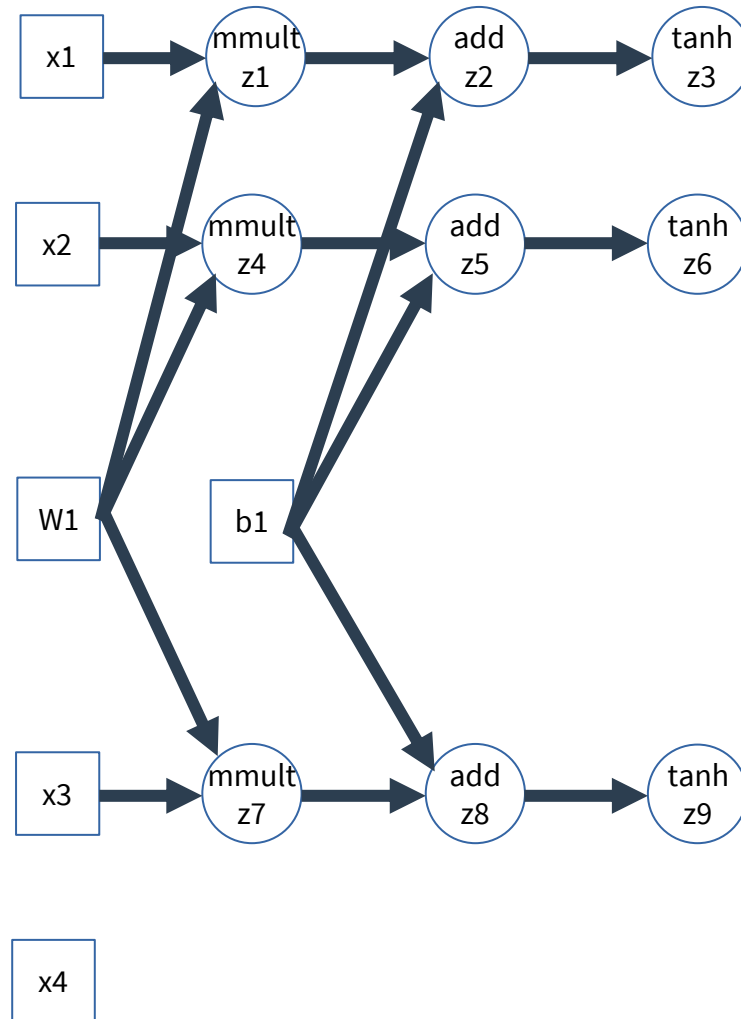 x1
mmult
z1
add
z2
tanh
z3
x2
mmult
z4
add
z5
tanh
z6
W1
b1
x3
mmult
z7
add
z8
tanh
z9
x4